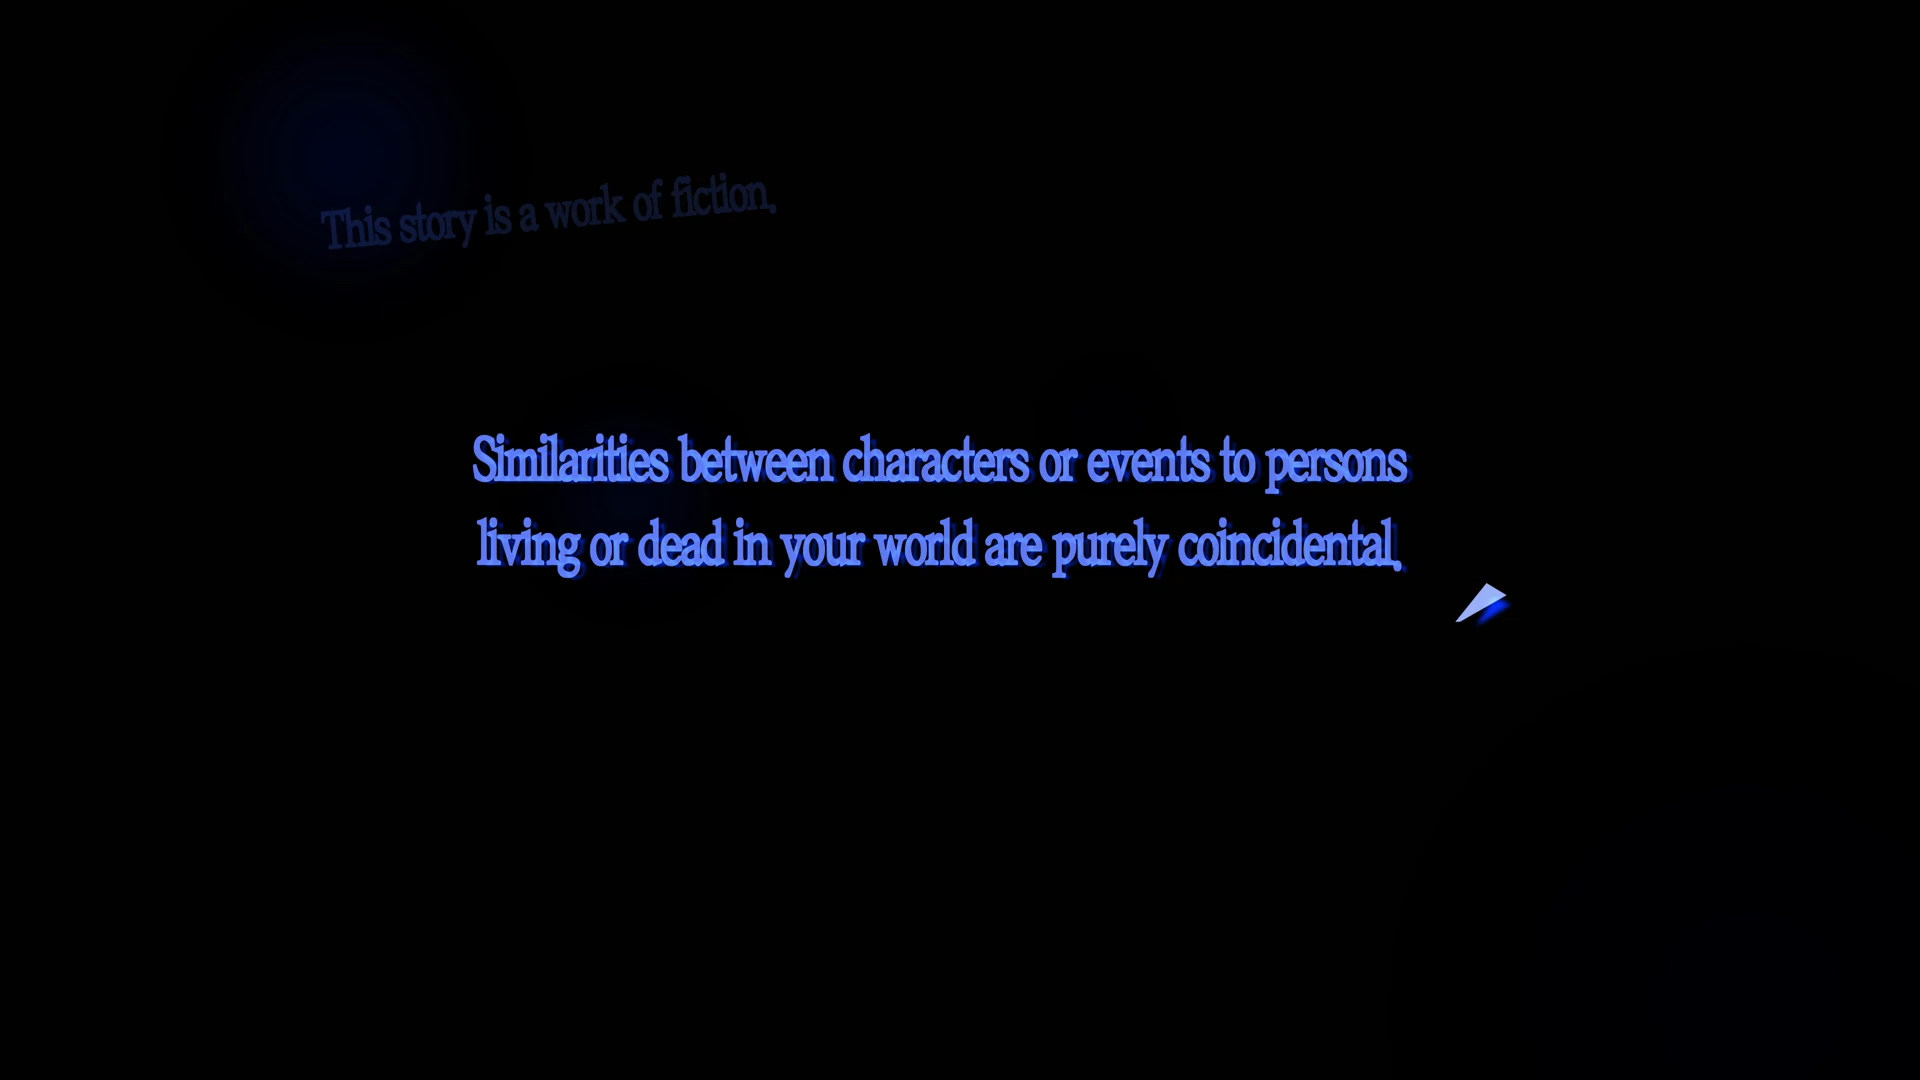 This story is a work of fiction.
Similarities between characters or events to persons
living or dead in your world are purely coincidental.